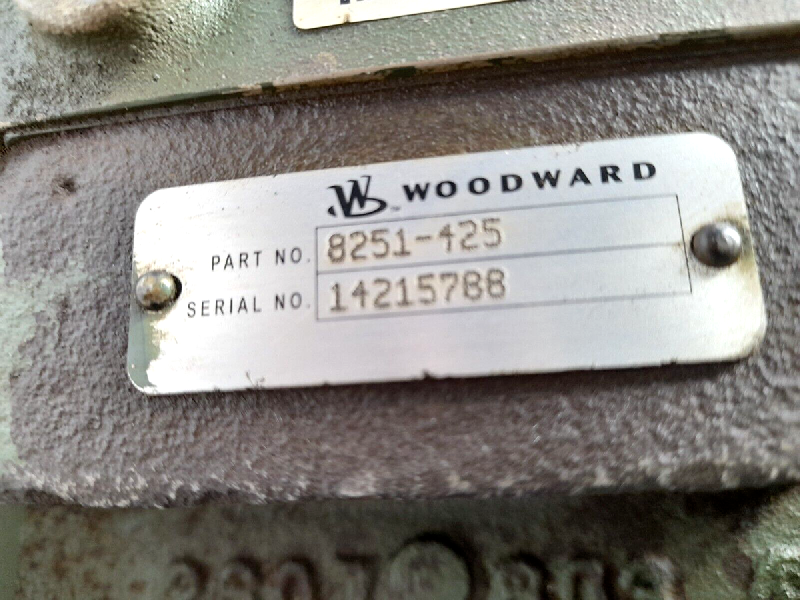 WOODWARD
PART NO. 8251-425
SERIAL NO. 14215788